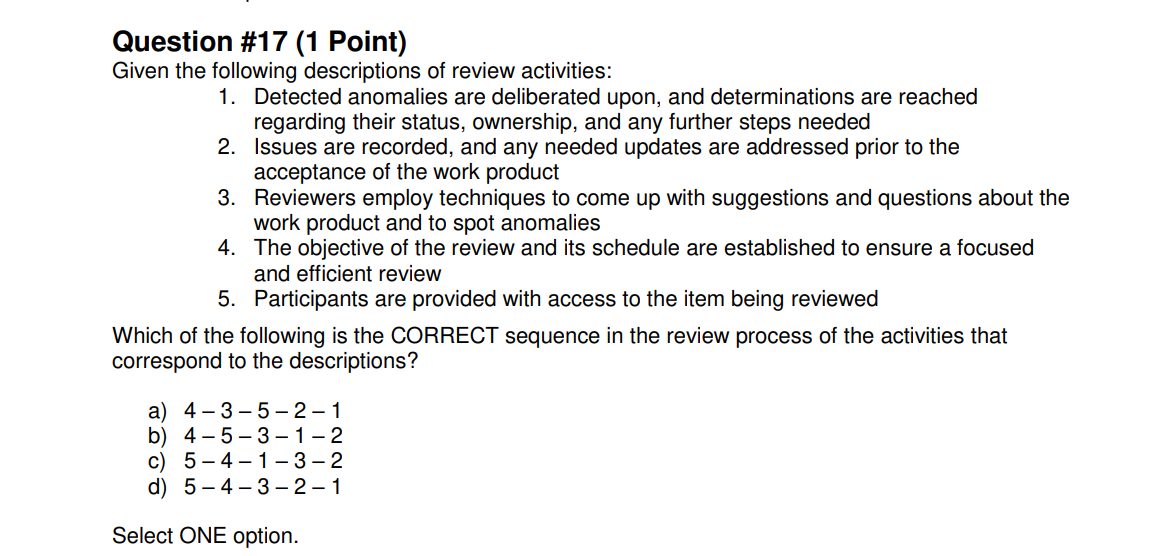 Question #17 (1 Point)
Given the following descriptions of review activities:
1. Detected anomalies are deliberated upon, and determinations are reached
regarding their status, ownership, and any further steps needed
2. Issues are recorded, and any needed updates are addressed prior to the
acceptance of the work product
3. Reviewers employ techniques to come up with suggestions and questions about the
work product and to spot anomalies
4. The objective of the review and its schedule are established to ensure a focused
and efficient review
5. Participants are provided with access to the item being reviewed
Which of the following is the CORRECT sequence in the review process of the activities that
correspond to the descriptions?
a) 4 – 3 – 5 – 2 – 1
b) 4 – 5 – 3 – 1 – 2
c) 5 – 4 – 1 – 3 – 2
d) 5 – 4 – 3 – 2 – 1
Select ONE option.